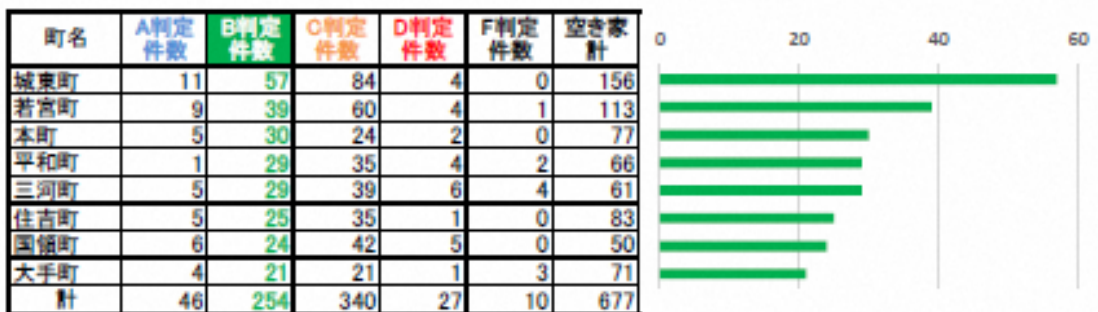 町名 A判定件数 B判定件数 C判定件数 D判定件数 F判定件数 空き家計
城東町 11 57 84 4 0 156
若宮町 9 39 60 4 1 113
本町 5 30 24 2 0 77
平和町 1 29 35 4 2 66
三河町 5 29 39 6 4 61
住吉町 5 25 35 1 0 83
国領町 6 24 42 5 0 50
大手町 4 21 21 1 3 71
計 46 254 340 27 10 677
0 20 40 60